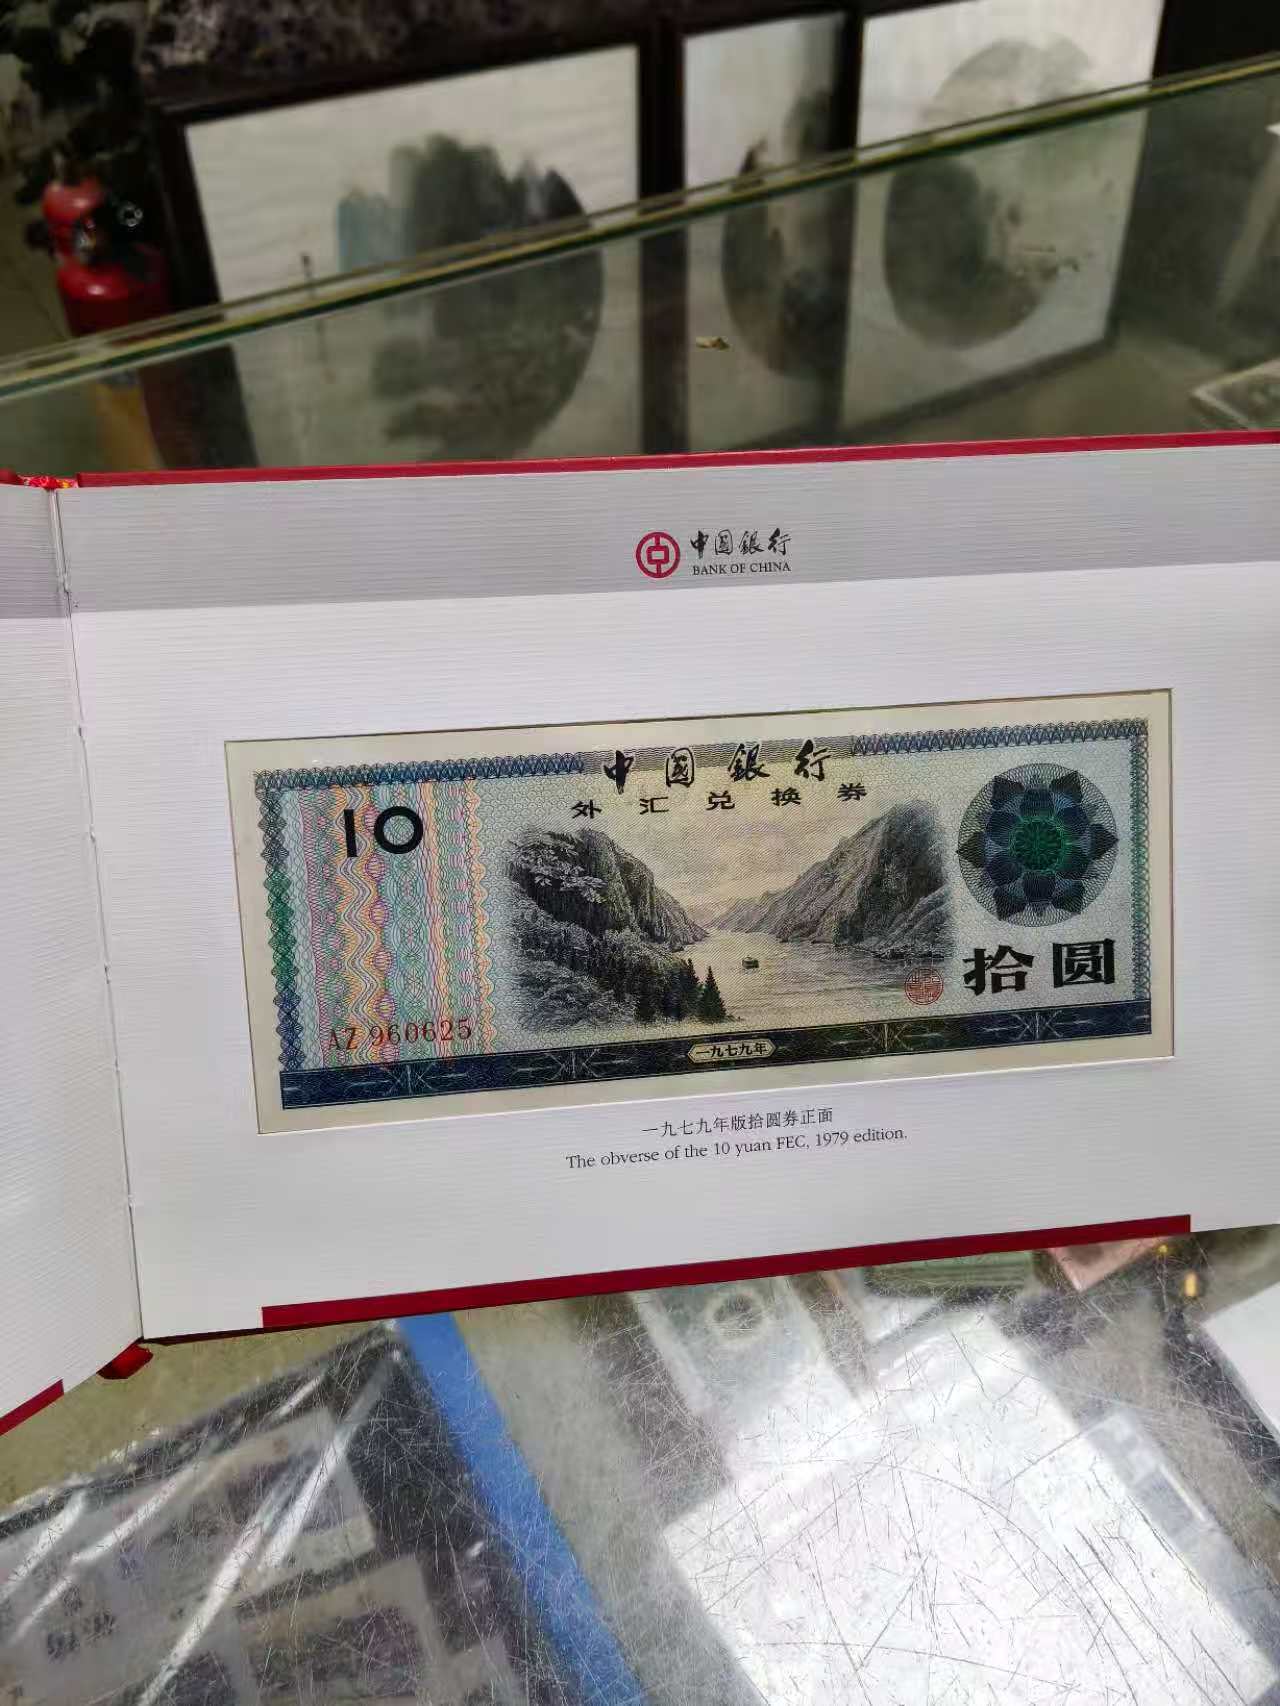 中国銀行
BANK OF CHINA
中国銀行
外汇兑换券
10
拾圆
AZ 960625
一九七九年
一九七九年版拾圆券正面
The obverse of the 10 yuan FEC, 1979 edition.